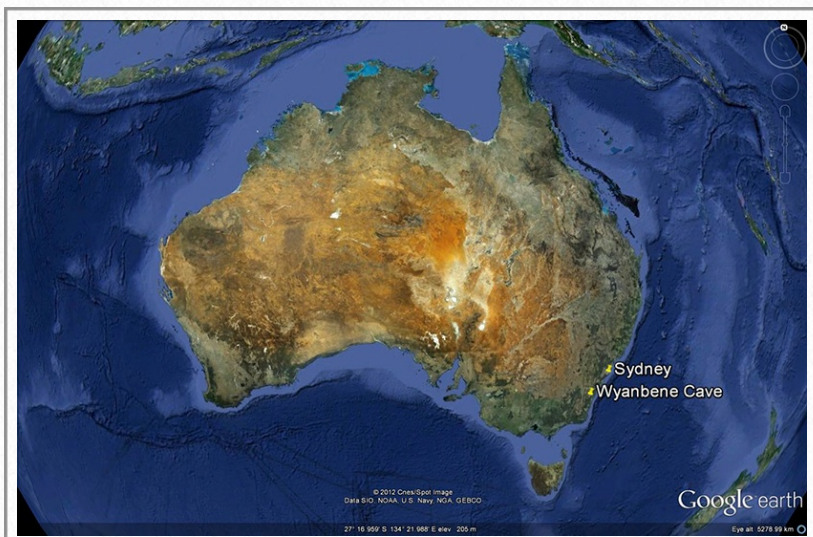 N
Sydney
Wyanbene Cave
© 2012 Cnes/Spot Image
Data SIO, NOAA, U.S. Navy, NGA, GEBCO
Google earth
27° 16.959' S 134° 21.988' E elev 205 m
Eye alt 5278.99 km